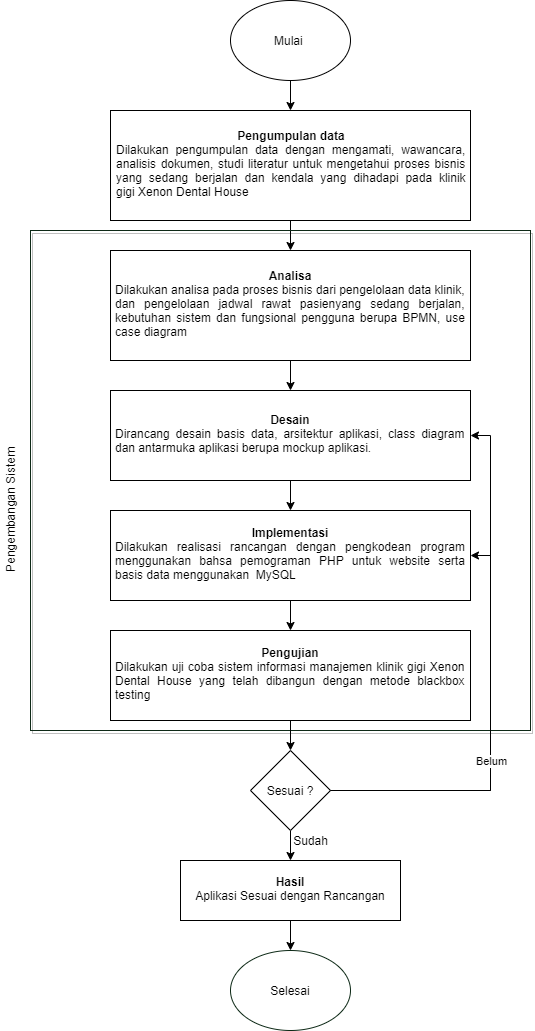 Mulai
Pengumpulan data
Dilakukan pengumpulan data dengan mengamati, wawancara,
analisis dokumen, studi literatur untuk mengetahui proses bisnis
yang sedang berjalan dan kendala yang dihadapi pada klinik
gigi Xenon Dental House
Pengembangan Sistem
Analisa
Dilakukan analisa pada proses bisnis dari pengelolaan data klinik,
dan pengelolaan jadwal rawat pasienyang sedang berjalan,
kebutuhan sistem dan fungsional pengguna berupa BPMN, use
case diagram
Desain
Dirancang desain basis data, arsitektur aplikasi, class diagram
dan antarmuka aplikasi berupa mockup aplikasi.
Implementasi
Dilakukan realisasi rancangan dengan pengkodean program
menggunakan bahsa pemograman PHP untuk website serta
basis data menggunakan MySQL
Pengujian
Dilakukan uji coba sistem informasi manajemen klinik gigi Xenon
Dental House yang telah dibangun dengan metode blackbox
testing
Belum
Sesuai ?
Sudah
Hasil
Aplikasi Sesuai dengan Rancangan
Selesai